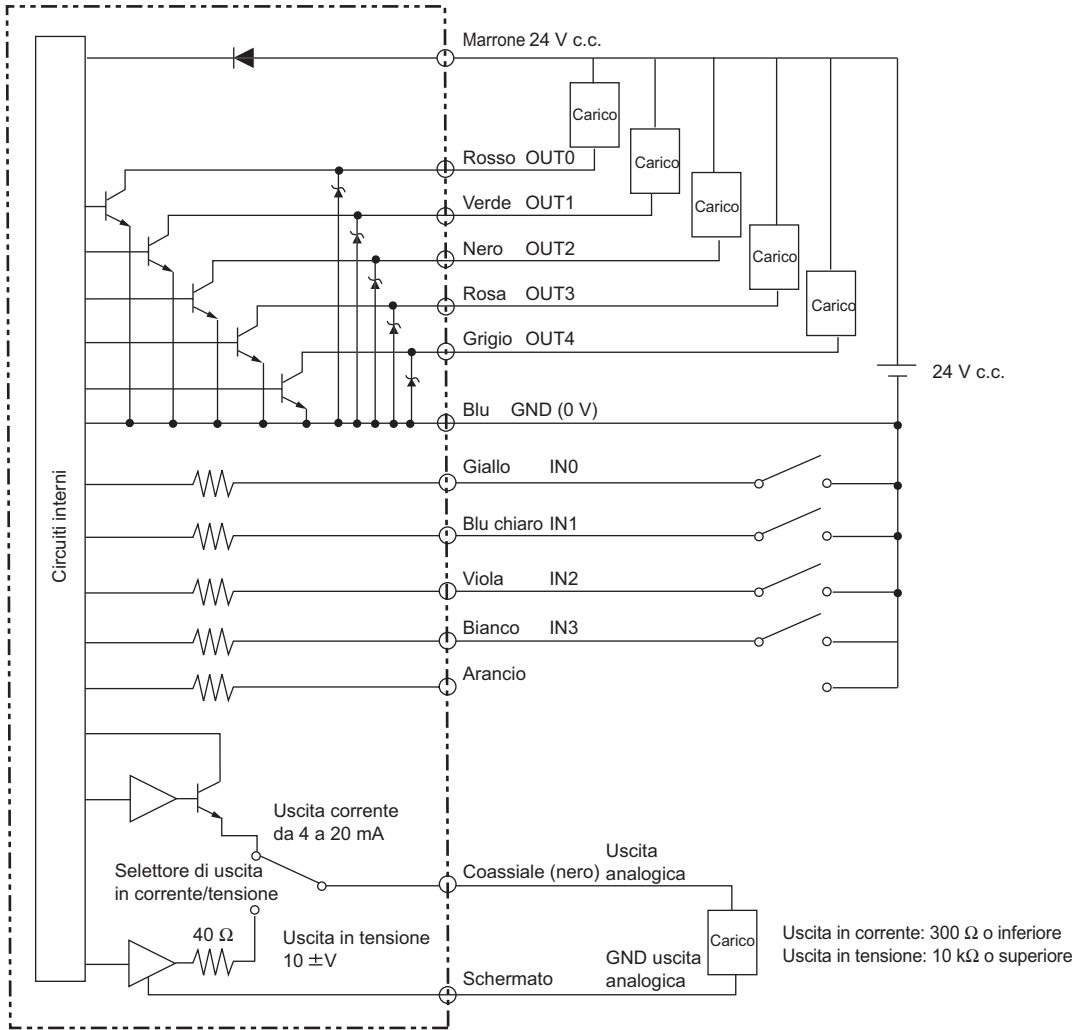 Marrone 24 V c.c.
Carico
Carico
Carico
Carico
Carico
Rosso OUT0
Verde OUT1
Nero OUT2
Rosa OUT3
Grigio OUT4
24 V c.c.
Blu GND (0 V)
Giallo IN0
Blu chiaro IN1
Viola IN2
Bianco IN3
Arancio
Circuiti interni
Uscita corrente
da 4 a 20 mA
Selettore di uscita
in corrente/tensione
40 Ω
Uscita in tensione
10 ±V
Coassiale (nero)
Uscita
analogica
Carico
Uscita in corrente: 300 Ω o inferiore
Uscita in tensione: 10 kΩ o superiore
Schermato
GND uscita
analogica